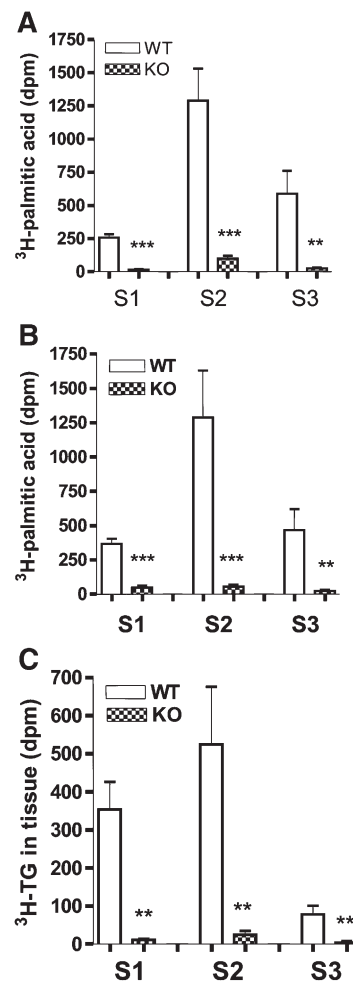 A
1750
1500
1250
1000
750
500
250
0
³H-palmitic acid (dpm)
WT
KO
***
***
**
S1 S2 S3
B
1750
1500
1250
1000
750
500
250
0
³H-palmitic acid (dpm)
WT
KO
***
***
**
S1 S2 S3
C
700
600
500
400
300
200
100
0
³H-TG in tissue (dpm)
WT
KO
**
**
**
S1 S2 S3